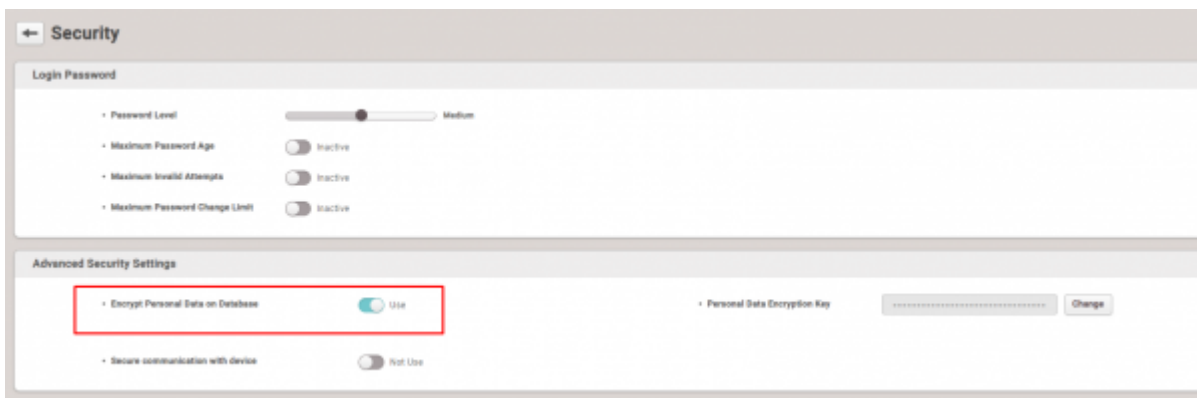 Security
Login Password
Password Level Medium
Maximum Password Age Inactive
Maximum Invalid Attempts Inactive
Maximum Password Change Limit Inactive
Advanced Security Settings
Encrypt Personal Data on Database Use Personal Data Encryption Key Change
Secure communication with device Not Use